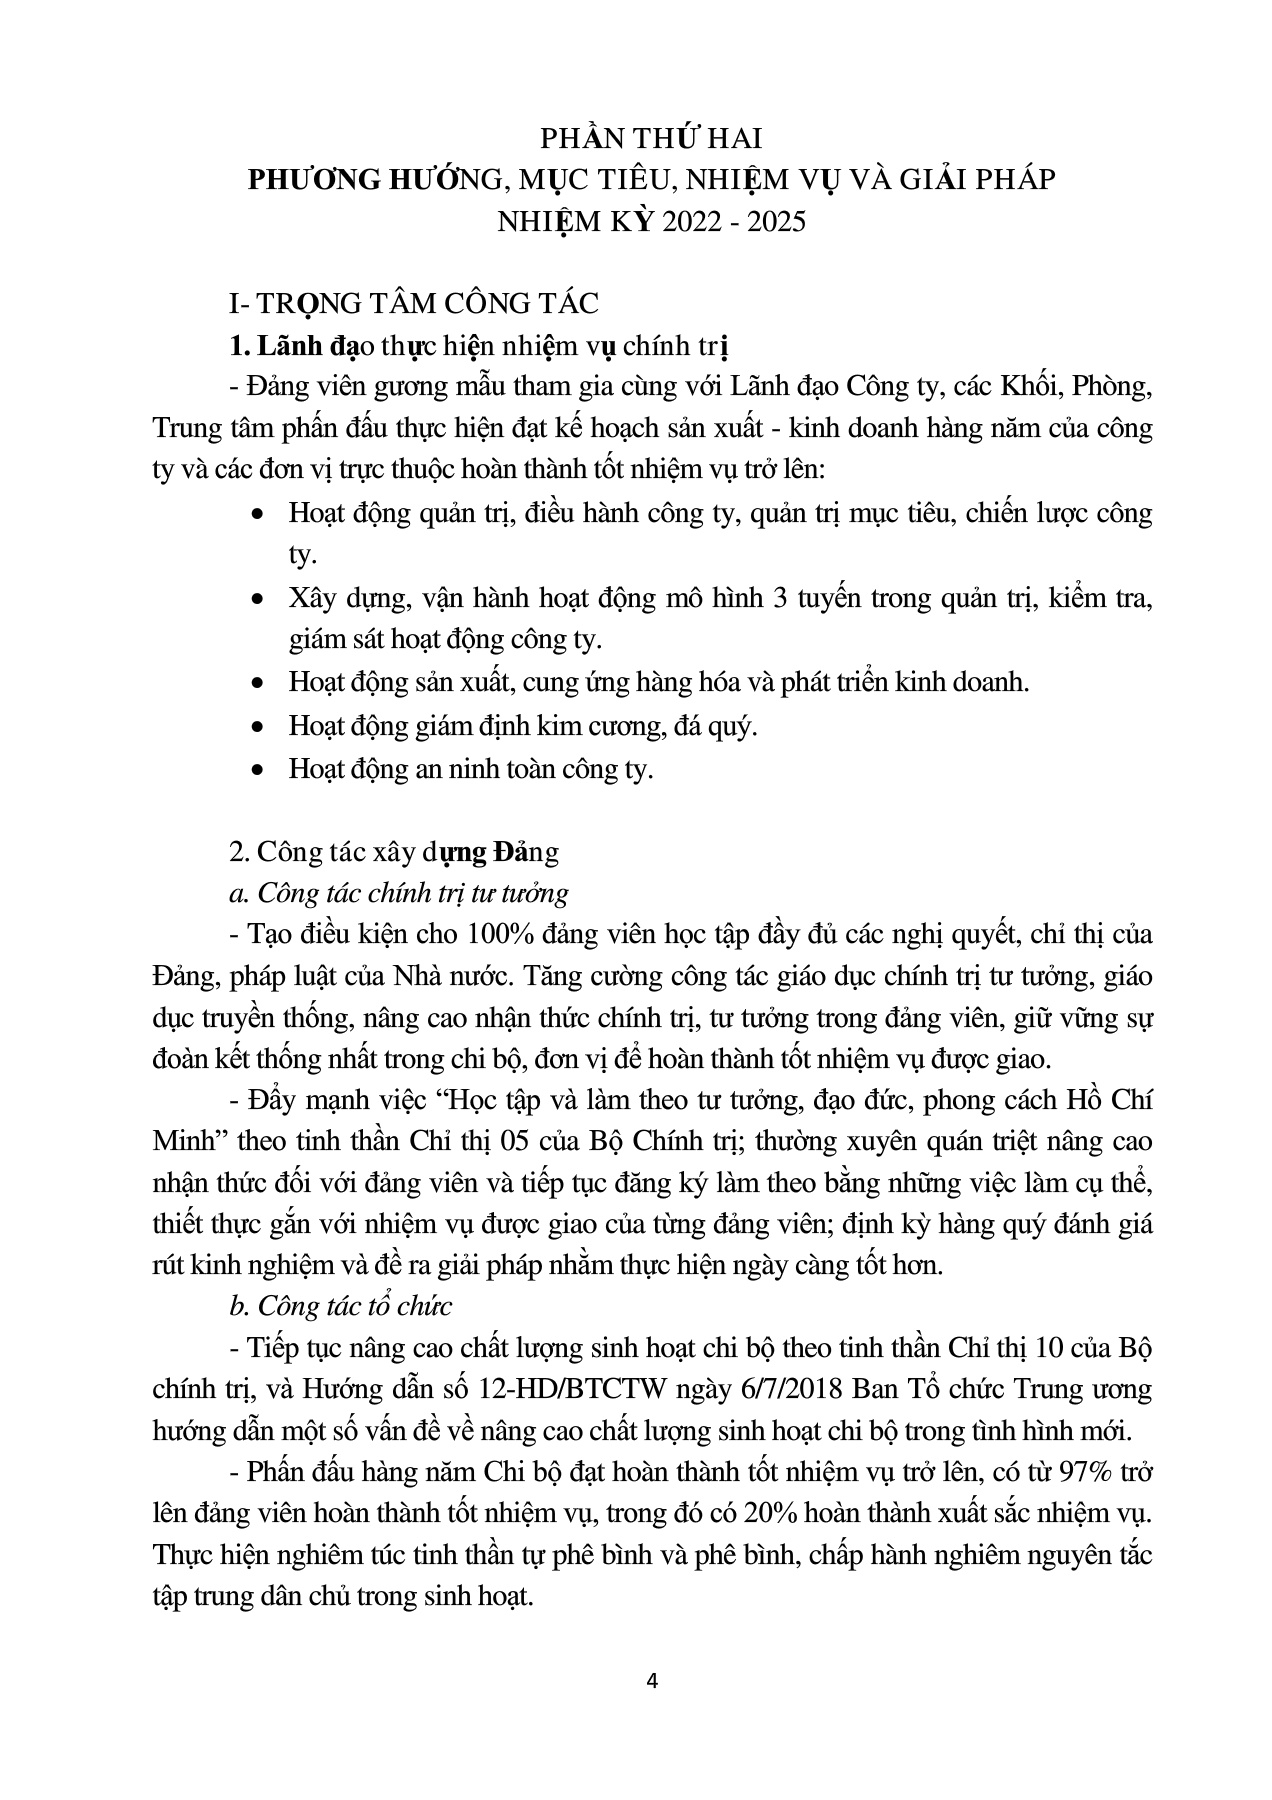 PHẦN THỨ HAI
PHƯƠNG HƯỚNG, MỤC TIÊU, NHIỆM VỤ VÀ GIẢI PHÁP
NHIỆM KỲ 2022 - 2025
I- TRỌNG TÂM CÔNG TÁC
1. Lãnh đạo thực hiện nhiệm vụ chính trị
- Đảng viên gương mẫu tham gia cùng với Lãnh đạo Công ty, các Khối, Phòng,
Trung tâm phấn đấu thực hiện đạt kế hoạch sản xuất - kinh doanh hàng năm của công
ty và các đơn vị trực thuộc hoàn thành tốt nhiệm vụ trở lên:
• Hoạt động quản trị, điều hành công ty, quản trị mục tiêu, chiến lược công
ty.
• Xây dựng, vận hành hoạt động mô hình 3 tuyến trong quản trị, kiểm tra,
giám sát hoạt động công ty.
• Hoạt động sản xuất, cung ứng hàng hóa và phát triển kinh doanh.
• Hoạt động giám định kim cương, đá quý.
• Hoạt động an ninh toàn công ty.
2. Công tác xây dựng Đảng
a. Công tác chính trị tư tưởng
- Tạo điều kiện cho 100% đảng viên học tập đầy đủ các nghị quyết, chỉ thị của
Đảng, pháp luật của Nhà nước. Tăng cường công tác giáo dục chính trị tư tưởng, giáo
dục truyền thống, nâng cao nhận thức chính trị, tư tưởng trong đảng viên, giữ vững sự
đoàn kết thống nhất trong chi bộ, đơn vị để hoàn thành tốt nhiệm vụ được giao.
- Đẩy mạnh việc “Học tập và làm theo tư tưởng, đạo đức, phong cách Hồ Chí
Minh” theo tinh thần Chỉ thị 05 của Bộ Chính trị; thường xuyên quán triệt nâng cao
nhận thức đối với đảng viên và tiếp tục đăng ký làm theo bằng những việc làm cụ thể,
thiết thực gắn với nhiệm vụ được giao của từng đảng viên; định kỳ hàng quý đánh giá
rút kinh nghiệm và đề ra giải pháp nhằm thực hiện ngày càng tốt hơn.
b. Công tác tổ chức
- Tiếp tục nâng cao chất lượng sinh hoạt chi bộ theo tinh thần Chỉ thị 10 của Bộ
chính trị, và Hướng dẫn số 12-HD/BTCTW ngày 6/7/2018 Ban Tổ chức Trung ương
hướng dẫn một số vấn đề về nâng cao chất lượng sinh hoạt chi bộ trong tình hình mới.
- Phấn đấu hàng năm Chi bộ đạt hoàn thành tốt nhiệm vụ trở lên, có từ 97% trở
lên đảng viên hoàn thành tốt nhiệm vụ, trong đó có 20% hoàn thành xuất sắc nhiệm vụ.
Thực hiện nghiêm túc tinh thần tự phê bình và phê bình, chấp hành nghiêm nguyên tắc
tập trung dân chủ trong sinh hoạt.
4